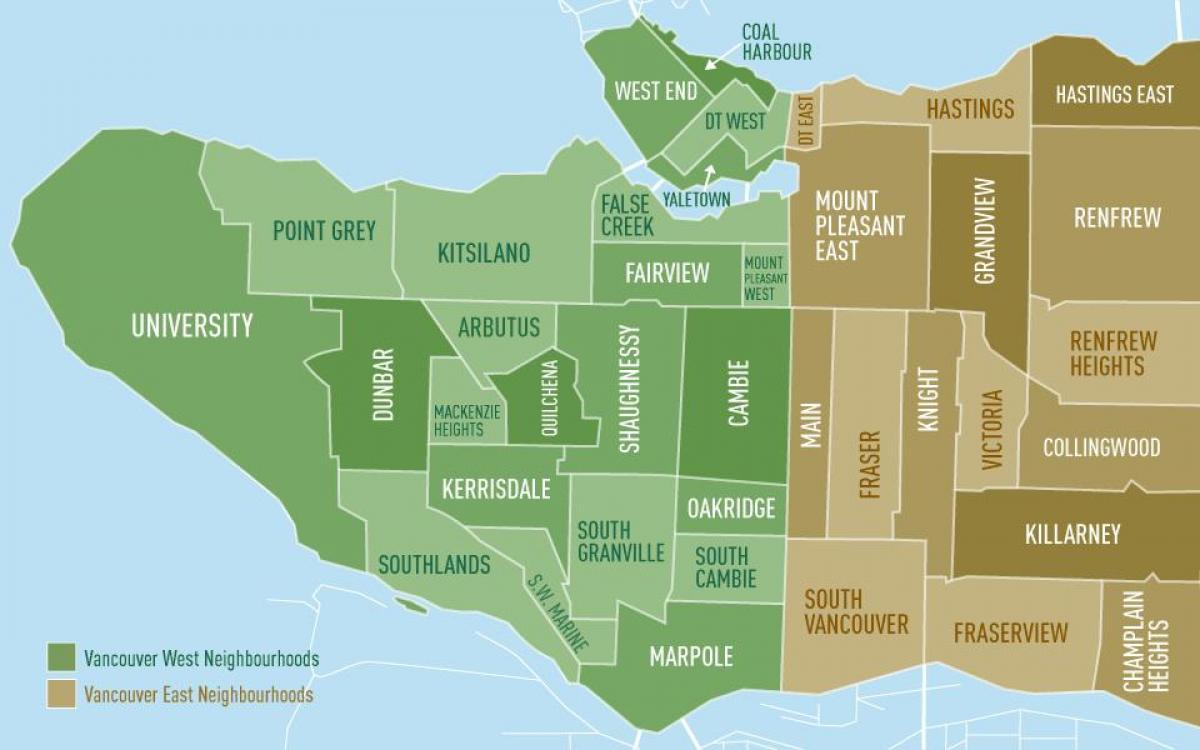 COAL
HARBOUR
WEST END
DT WEST
DT EAST
HASTINGS
HASTINGS EAST
YALETOWN
POINT GREY
KITSILANO
FALSE
CREEK
MOUNT
PLEASANT
EAST
GRANDVIEW
RENFREW
FAIRVIEW
MOUNT
PLEASANT
WEST
UNIVERSITY
DUNBAR
ARBUTUS
MACKENZIE
HEIGHTS
QUILCHENA
SHAUGHNESSY
CAMBIE
MAIN
FRASER
KNIGHT
VICTORIA
RENFREW
HEIGHTS
COLLINGWOOD
KERRISDALE
OAKRIDGE
KILLARNEY
SOUTHLANDS
S.W. MARINE
SOUTH
GRANVILLE
SOUTH
CAMBIE
SOUTH
VANCOUVER
FRASERVIEW
CHAMPLAIN
HEIGHTS
MARPOLE
Vancouver West Neighbourhoods
Vancouver East Neighbourhoods